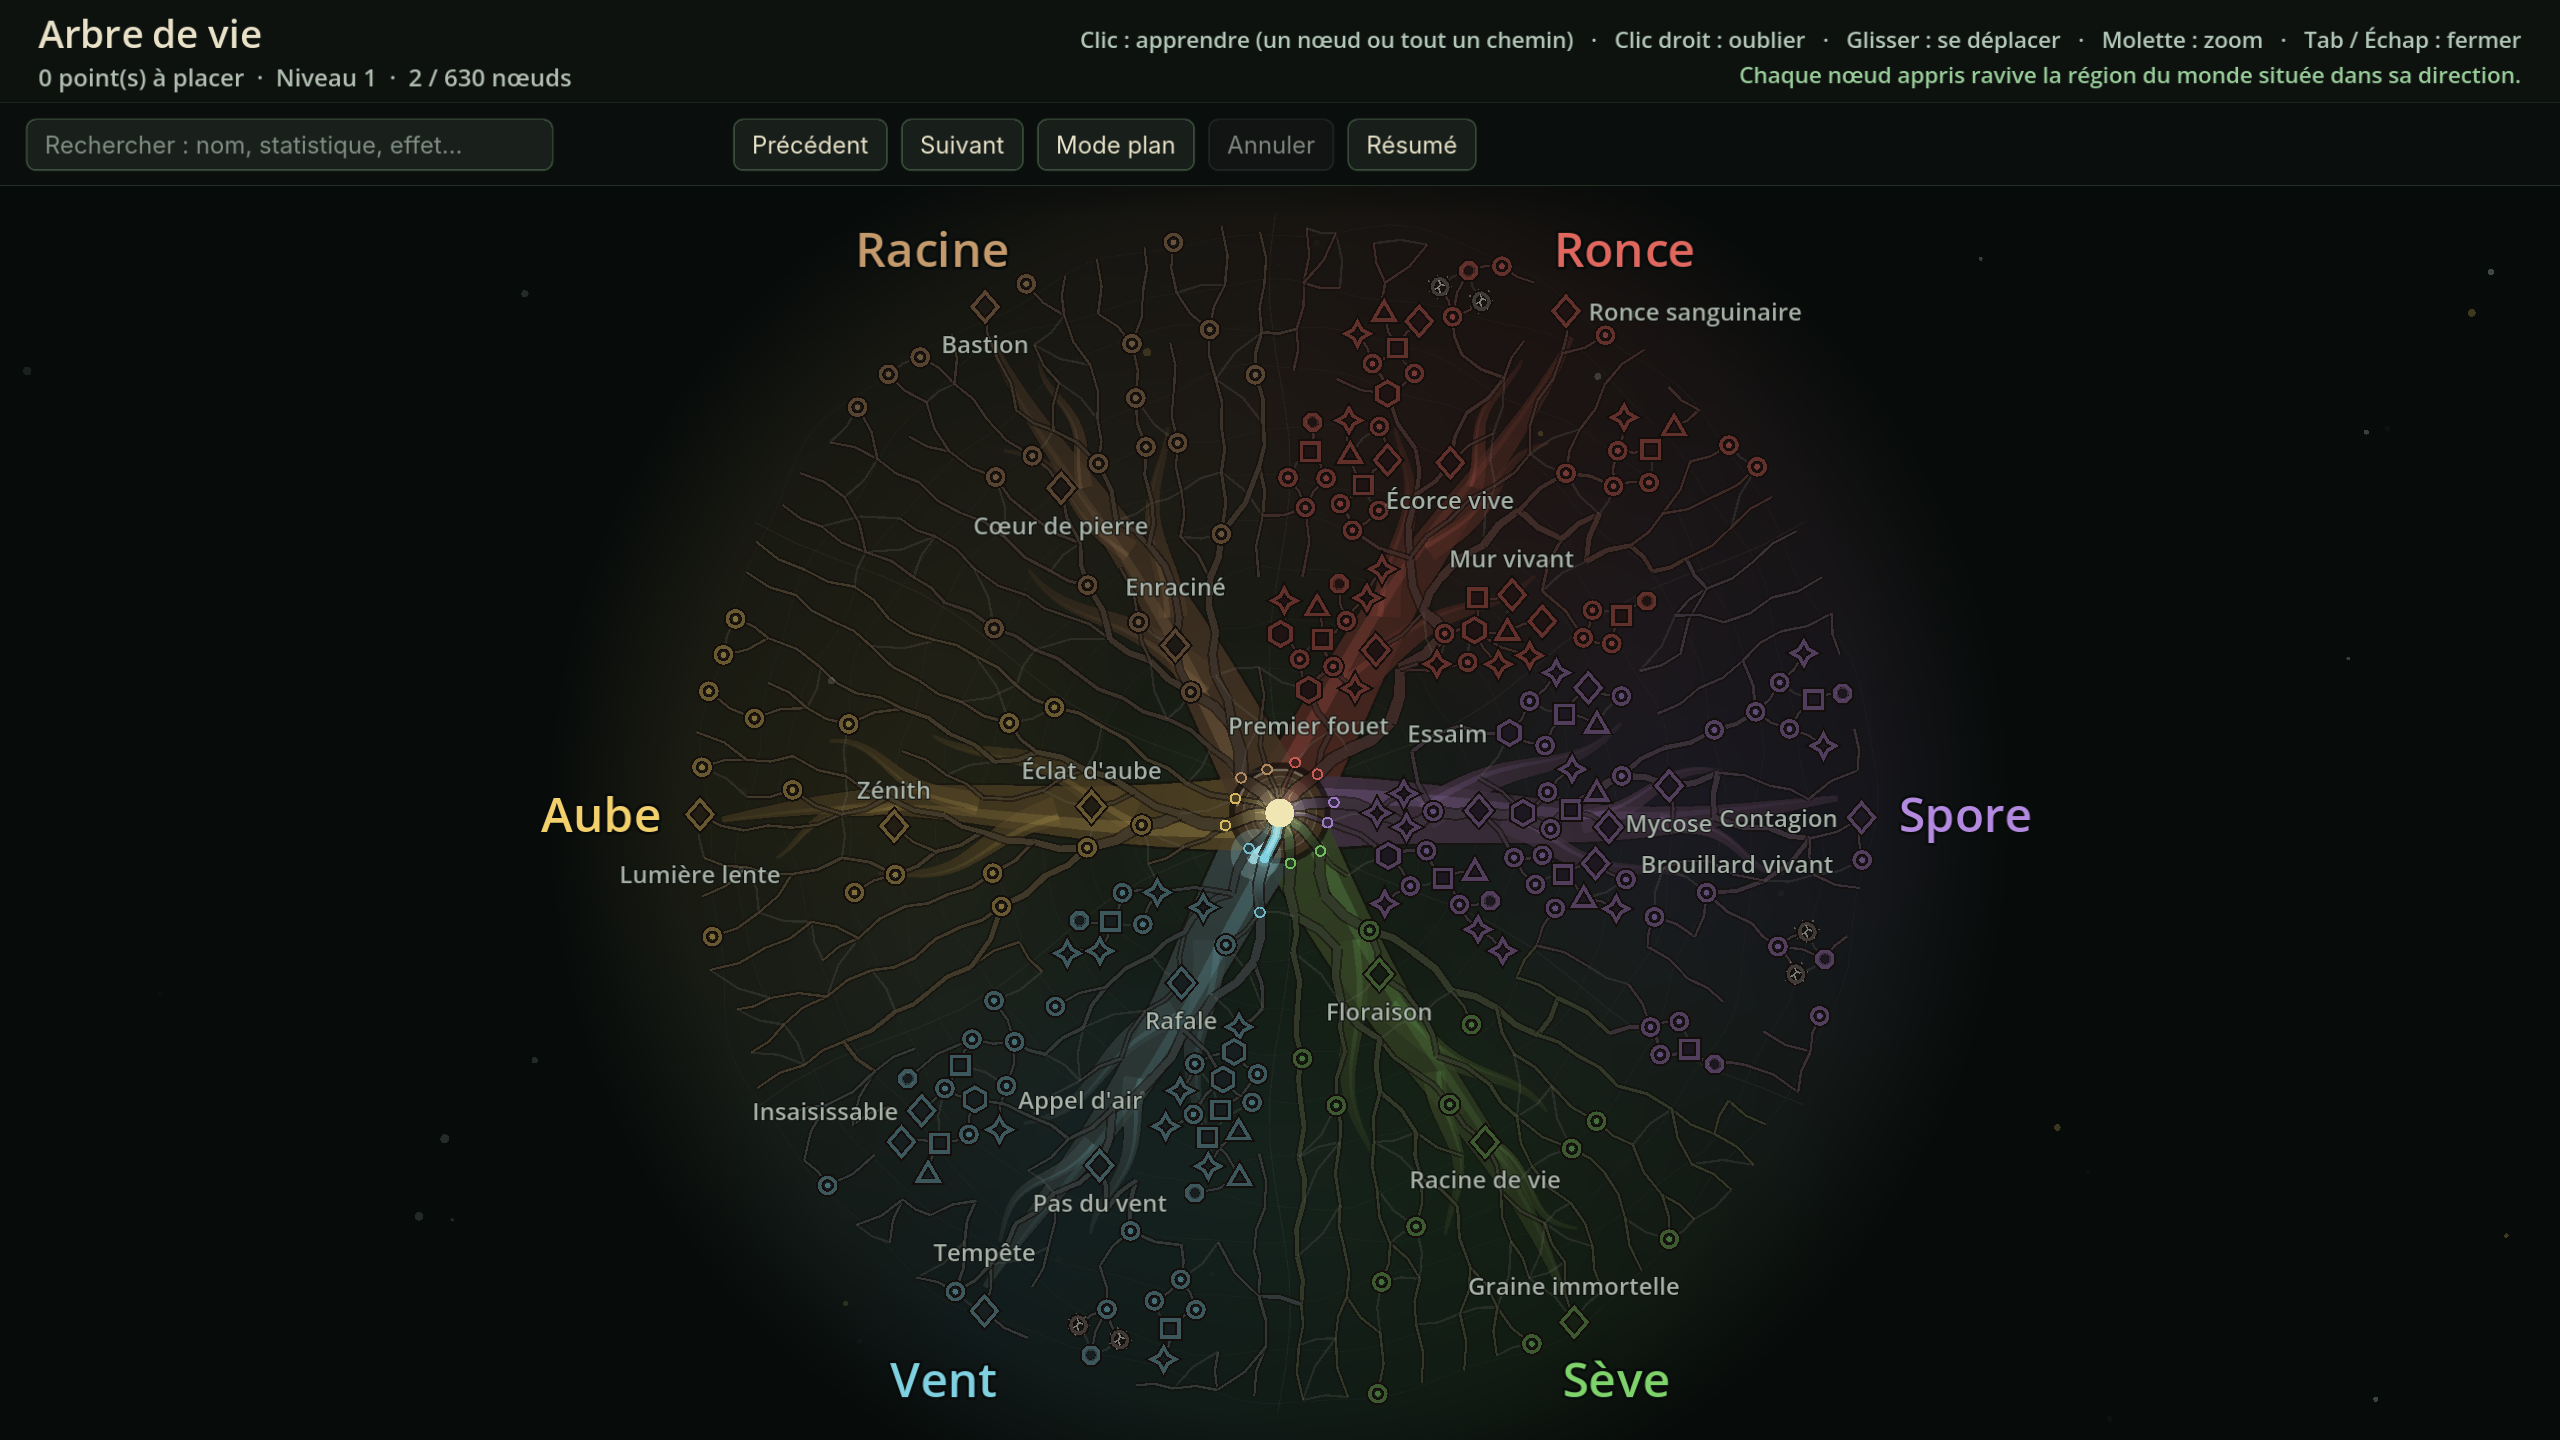 Arbre de vie
Clic : apprendre (un nœud ou tout un chemin) · Clic droit : oublier · Glisser : se déplacer · Molette : zoom · Tab / Échap : fermer
0 point(s) à placer · Niveau 1 · 2 / 630 nœuds
Chaque nœud appris ravive la région du monde située dans sa direction.
Rechercher : nom, statistique, effet...
Précédent
Suivant
Mode plan
Annuler
Résumé
Racine
Ronce
Ronce sanguinaire
Bastion
Écorce vive
Cœur de pierre
Mur vivant
Enraciné
Premier fouet
Essaim
Éclat d'aube
Zénith
Aube
Mycose
Contagion
Spore
Brouillard vivant
Lumière lente
Rafale
Floraison
Appel d'air
Insaisissable
Racine de vie
Pas du vent
Tempête
Graine immortelle
Vent
Sève